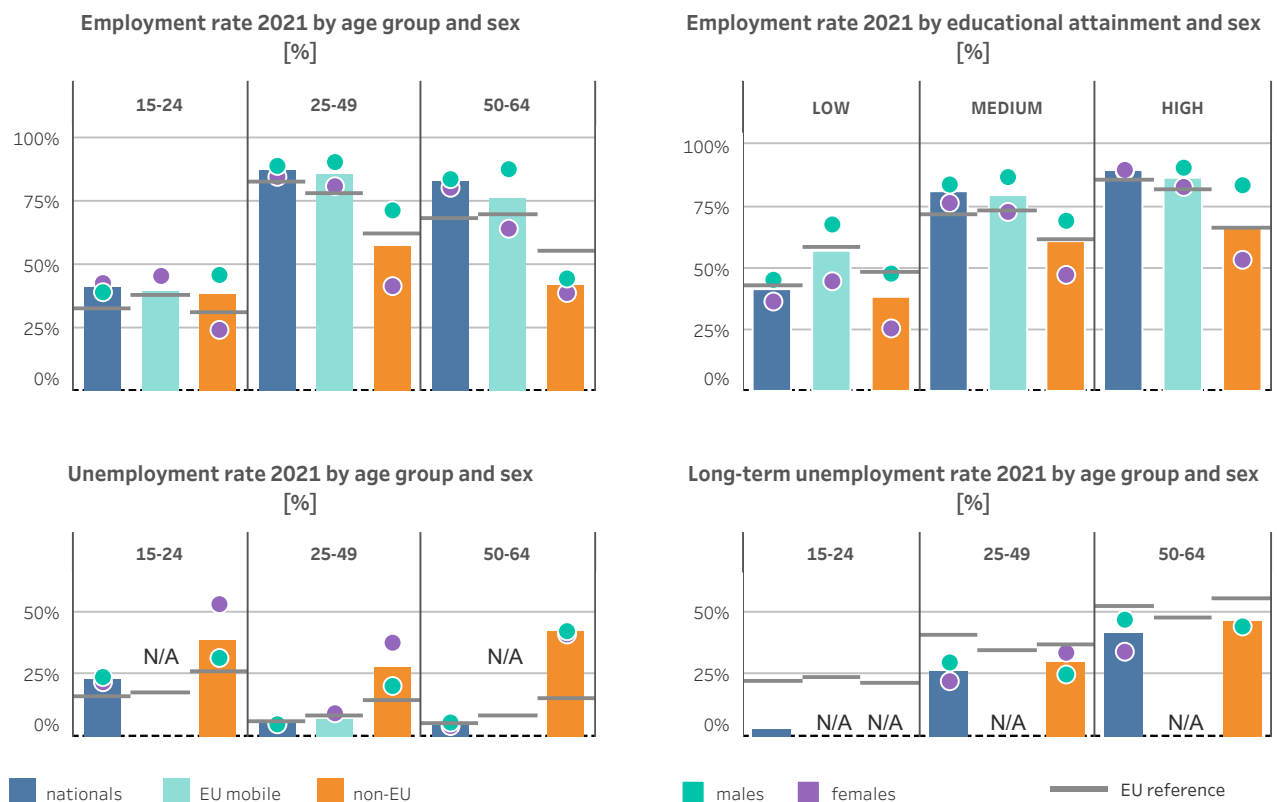 Employment rate 2021 by age group and sex
[%]
15-24
25-49
50-64
100%
75%
50%
25%
0%
Employment rate 2021 by educational attainment and sex
[%]
LOW
MEDIUM
HIGH
100%
75%
50%
25%
0%
Unemployment rate 2021 by age group and sex
[%]
15-24
25-49
50-64
50%
25%
0%
N/A
N/A
Long-term unemployment rate 2021 by age group and sex
[%]
15-24
25-49
50-64
50%
25%
0%
N/A
N/A
N/A
N/A
nationals
EU mobile
non-EU
males
females
EU reference